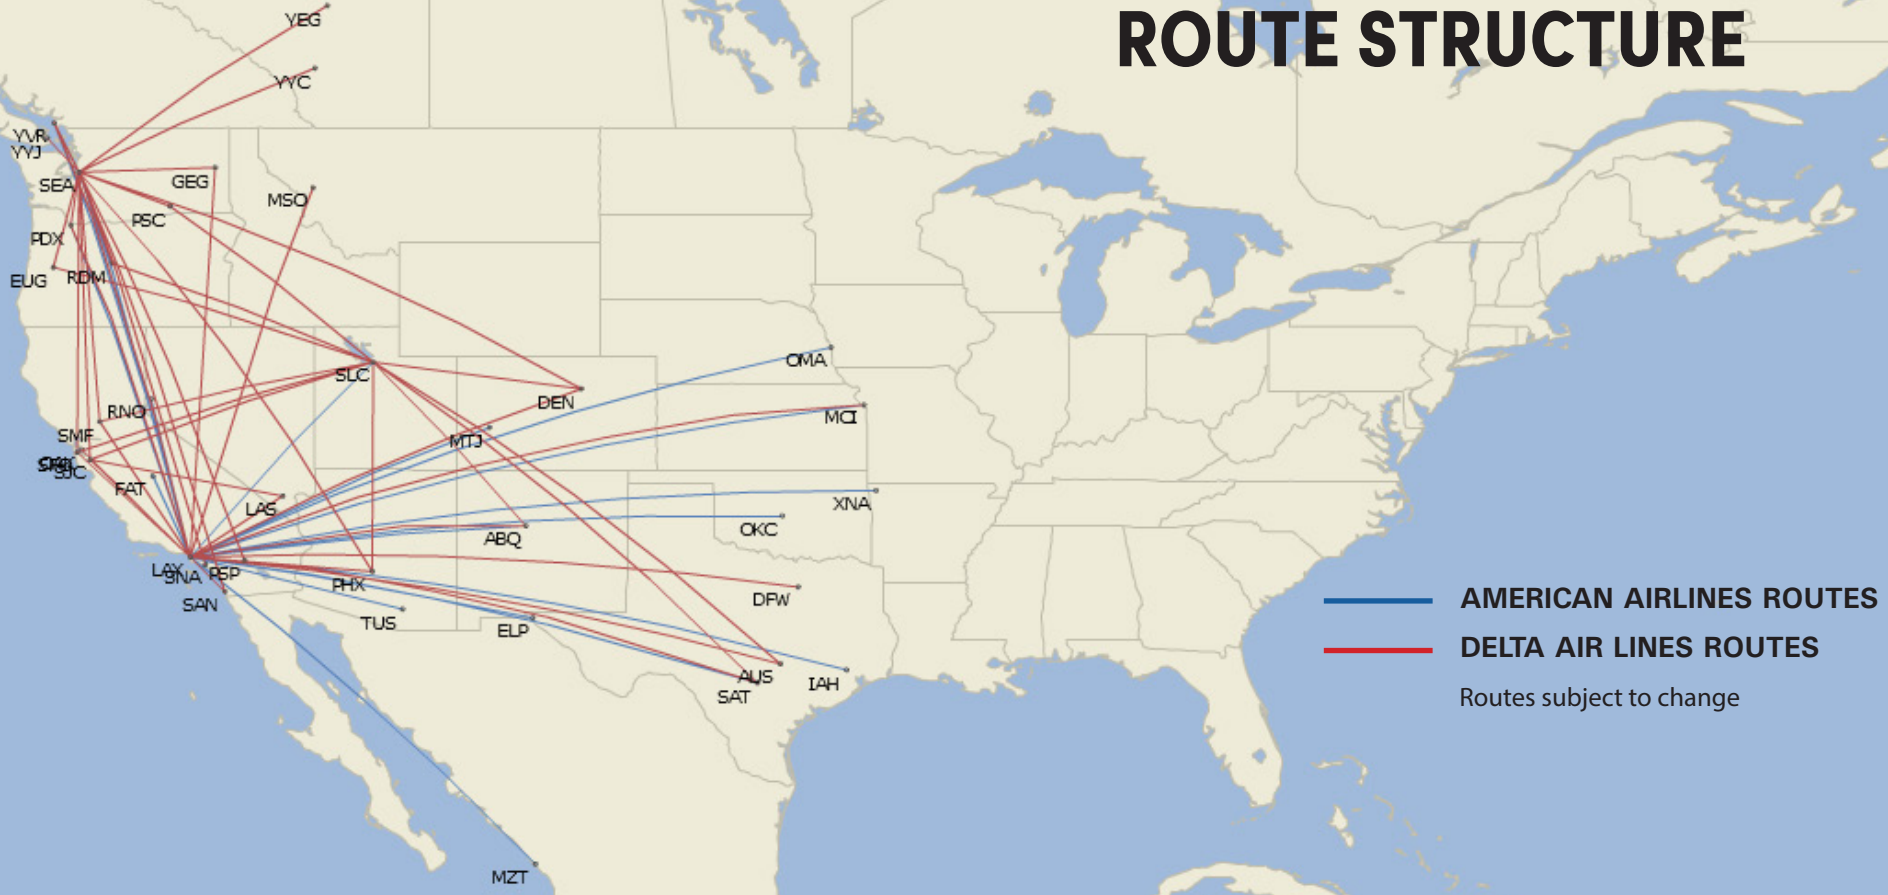 ROUTE STRUCTURE
YEG
YYC
YVR
YYJ
SEA
GEG
MSO
PSC
PDX
EUG
RDM
OMA
SLC
DEN
RNO
MCI
SMF
MTJ
SJC
FAT
XNA
LAS
OKC
ABQ
LAX
SNA
PSP
PHX
DFW
SAN
TUS
ELP
AUS
SAT
IAH
MZT
AMERICAN AIRLINES ROUTES
DELTA AIR LINES ROUTES
Routes subject to change